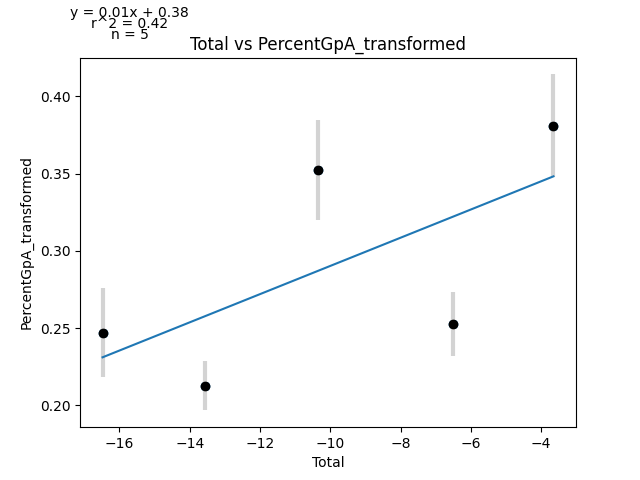 y = 0.01x + 0.38
r^2 = 0.42
n = 5
Total vs PercentGpA_transformed
0.40
0.35
0.30
0.25
0.20
PercentGpA_transformed
−16
−14
−12
−10
−8
−6
−4
Total